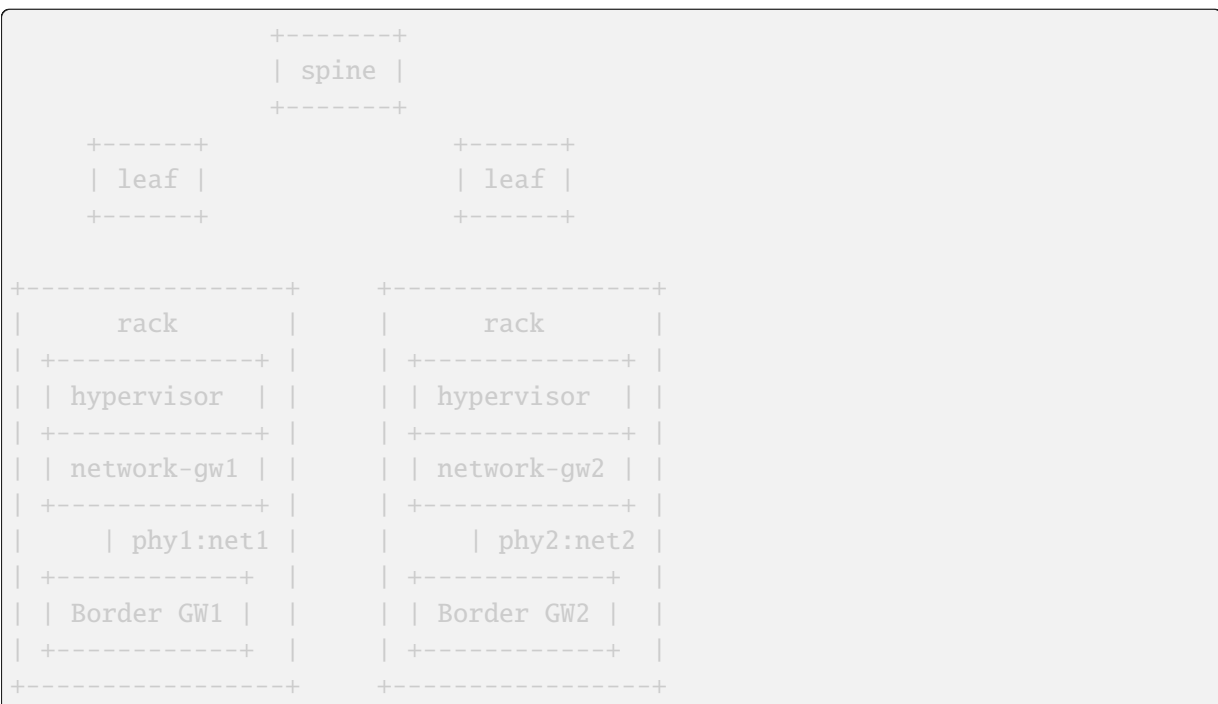 +-------+
                 | spine |
                 +-------+
     +------+                +------+
     | leaf |                | leaf |
     +------+                +------+

+-----------------+     +-----------------+
|      rack       |     |      rack       |
| +-------------+ |     | +-------------+ |
| | hypervisor  | |     | | hypervisor  | |
| +-------------+ |     | +-------------+ |
| | network-gw1 | |     | | network-gw2 | |
| +-------------+ |     | +-------------+ |
|     | phy1:net1 |     |     | phy2:net2 |
| +------------+  |     | +------------+  |
| | Border GW1 |  |     | | Border GW2 |  |
| +------------+  |     | +------------+  |
+-----------------+     +-----------------+